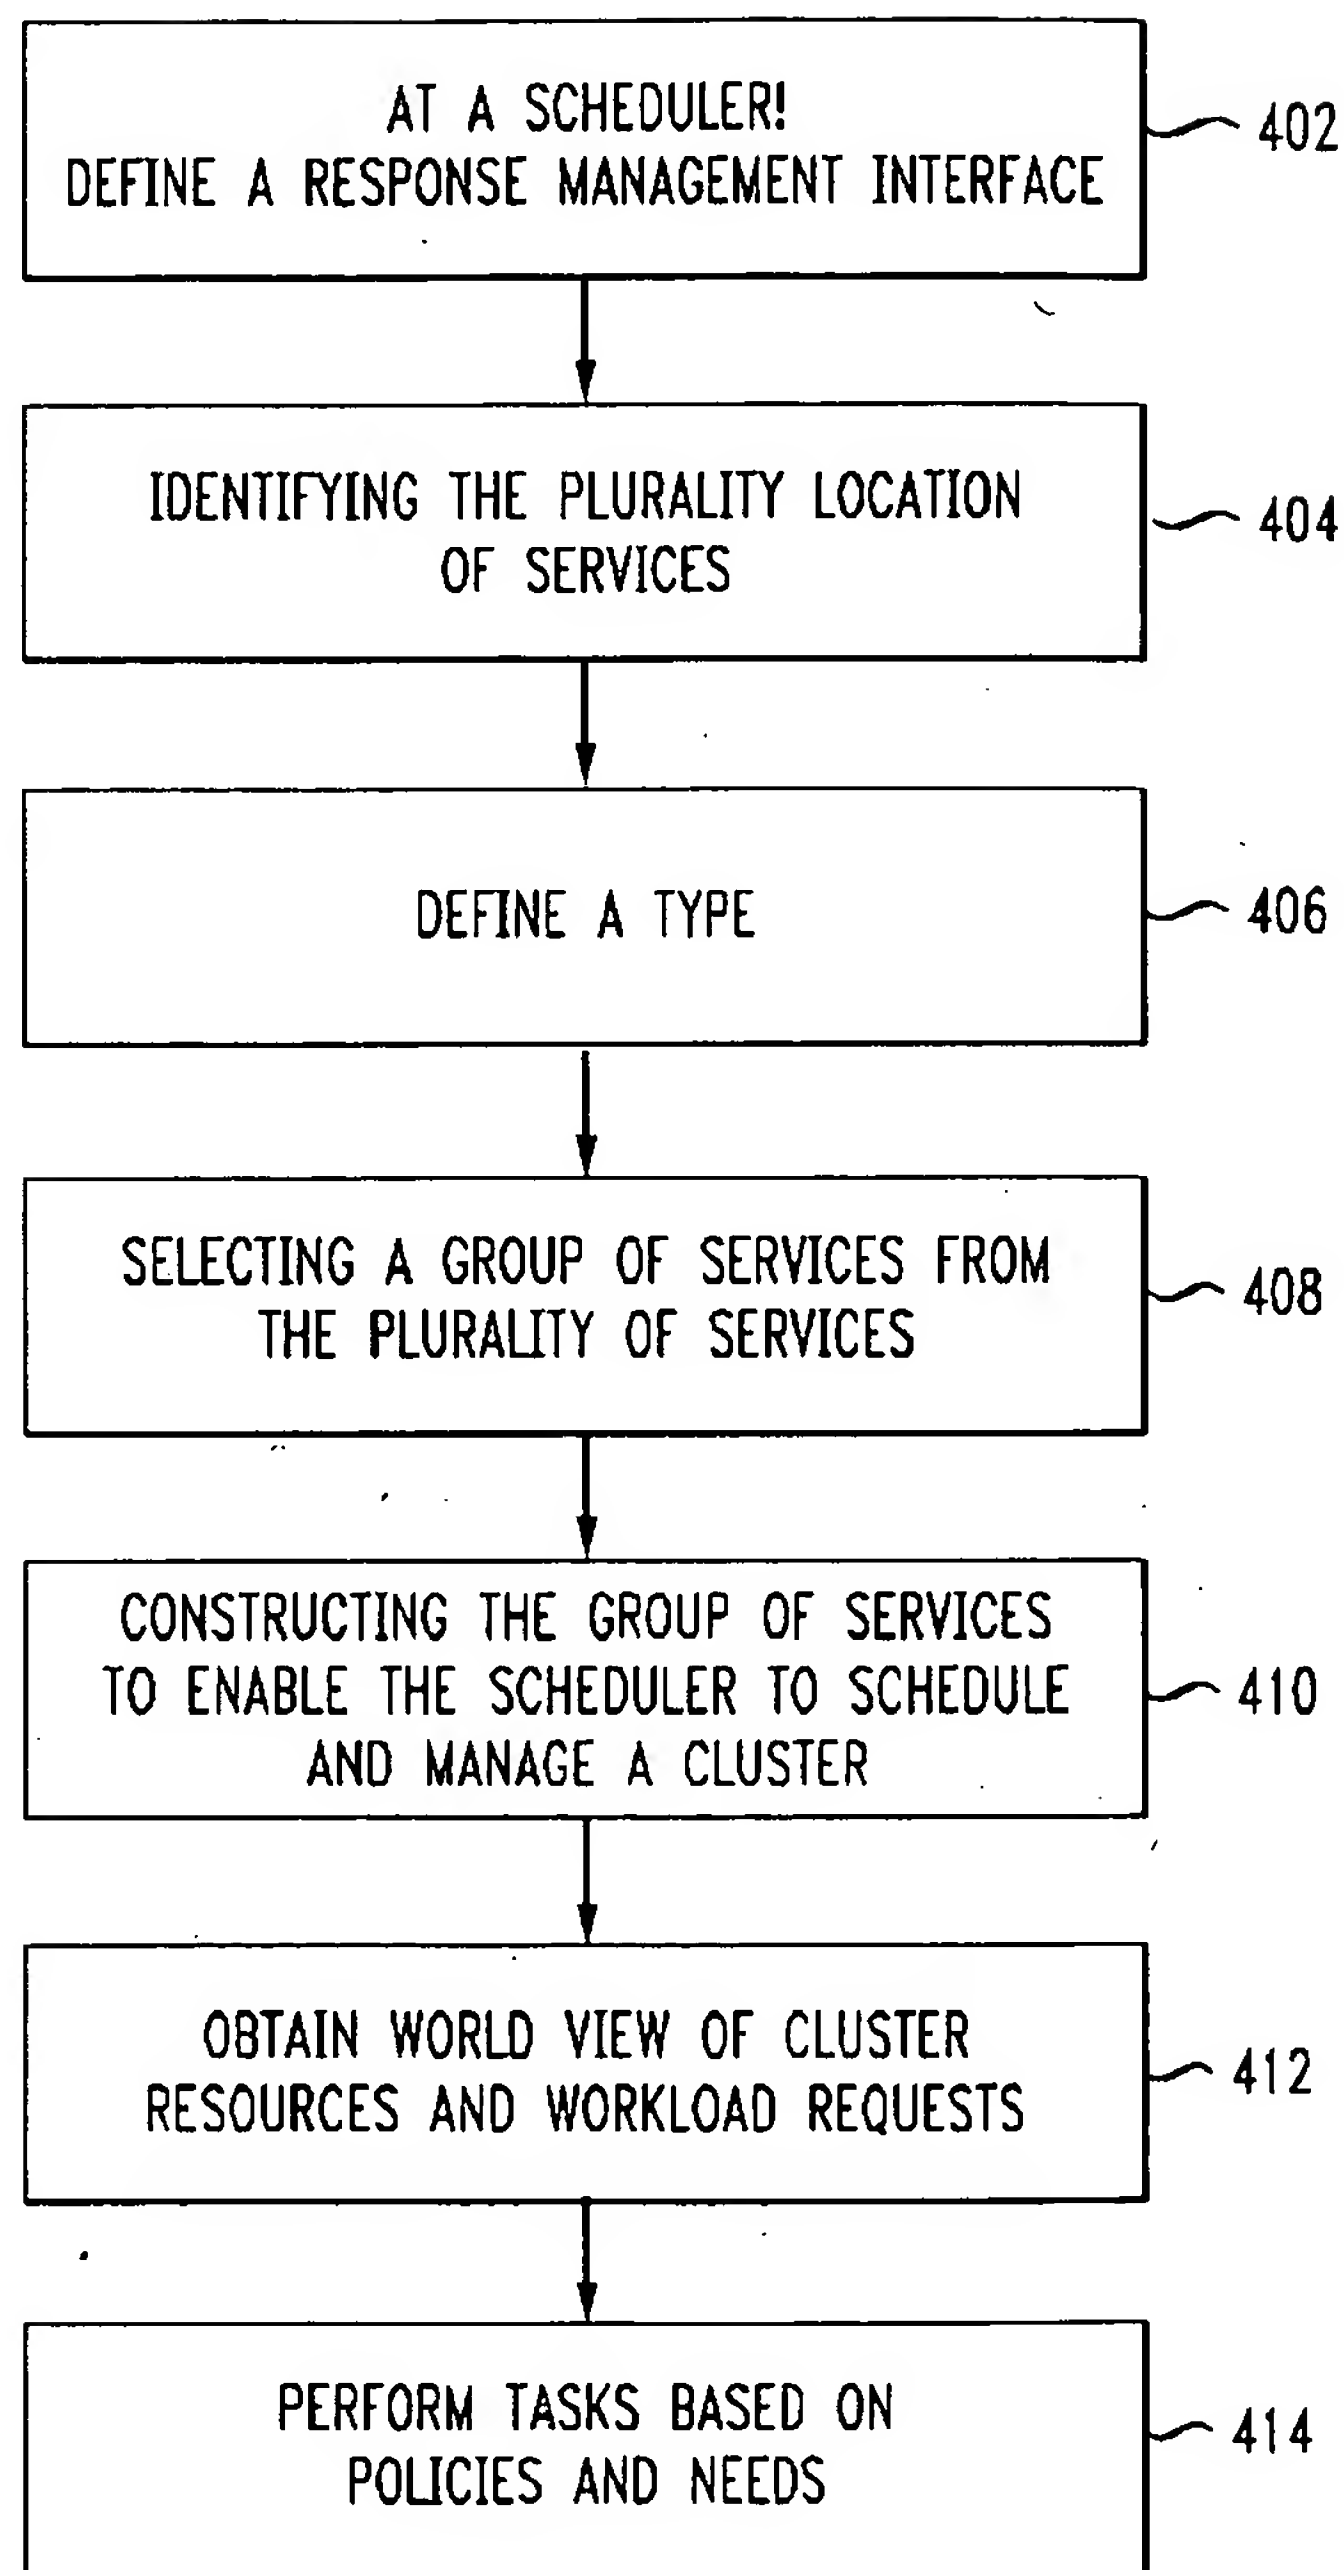 AT A SCHEDULER!
DEFINE A RESPONSE MANAGEMENT INTERFACE
402
IDENTIFYING THE PLURALITY LOCATION
OF SERVICES
404
DEFINE A TYPE
406
SELECTING A GROUP OF SERVICES FROM
THE PLURALITY OF SERVICES
408
CONSTRUCTING THE GROUP OF SERVICES
TO ENABLE THE SCHEDULER TO SCHEDULE
AND MANAGE A CLUSTER
410
OBTAIN WORLD VIEW OF CLUSTER
RESOURCES AND WORKLOAD REQUESTS
412
PERFORM TASKS BASED ON
POLICIES AND NEEDS
414